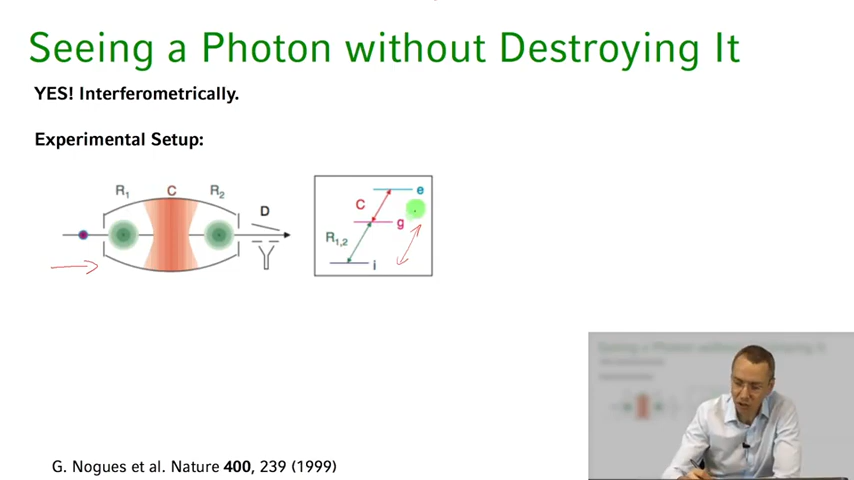 Seeing a Photon without Destroying It
YES! Interferometrically.
Experimental Setup:
R1 C R2
D
e
C
g
R1,2
i
G. Nogues et al. Nature 400, 239 (1999)